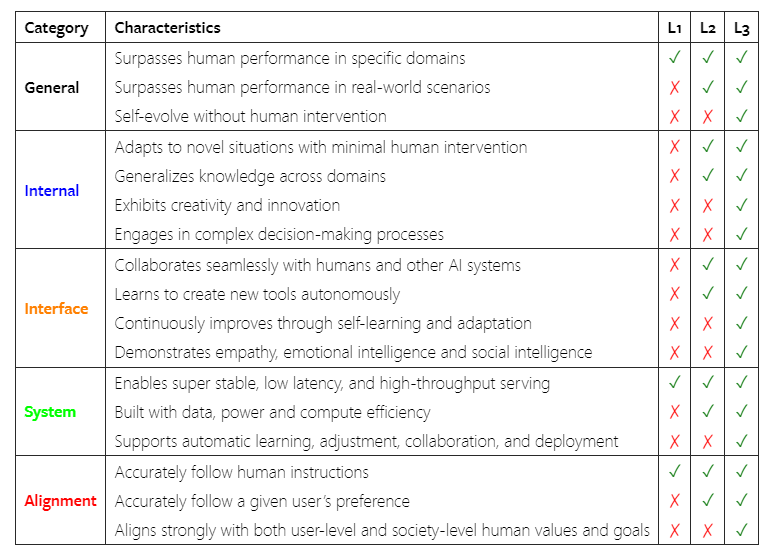 Category Characteristics L1 L2 L3
Surpasses human performance in specific domains ✓ ✓ ✓
General Surpasses human performance in real-world scenarios ✗ ✓ ✓
Self-evolve without human intervention ✗ ✗ ✓
Adapts to novel situations with minimal human intervention ✗ ✓ ✓
Internal Generalizes knowledge across domains ✗ ✓ ✓
Exhibits creativity and innovation ✗ ✗ ✓
Engages in complex decision-making processes ✗ ✗ ✓
Collaborates seamlessly with humans and other AI systems ✗ ✓ ✓
Interface Learns to create new tools autonomously ✗ ✓ ✓
Continuously improves through self-learning and adaptation ✗ ✗ ✓
Demonstrates empathy, emotional intelligence and social intelligence ✗ ✗ ✓
Enables super stable, low latency, and high-throughput serving ✓ ✓ ✓
System Built with data, power and compute efficiency ✗ ✓ ✓
Supports automatic learning, adjustment, collaboration, and deployment ✗ ✗ ✓
Accurately follow human instructions ✓ ✓ ✓
Alignment Accurately follow a given user's preference ✗ ✓ ✓
Aligns strongly with both user-level and society-level human values and goals ✗ ✗ ✓